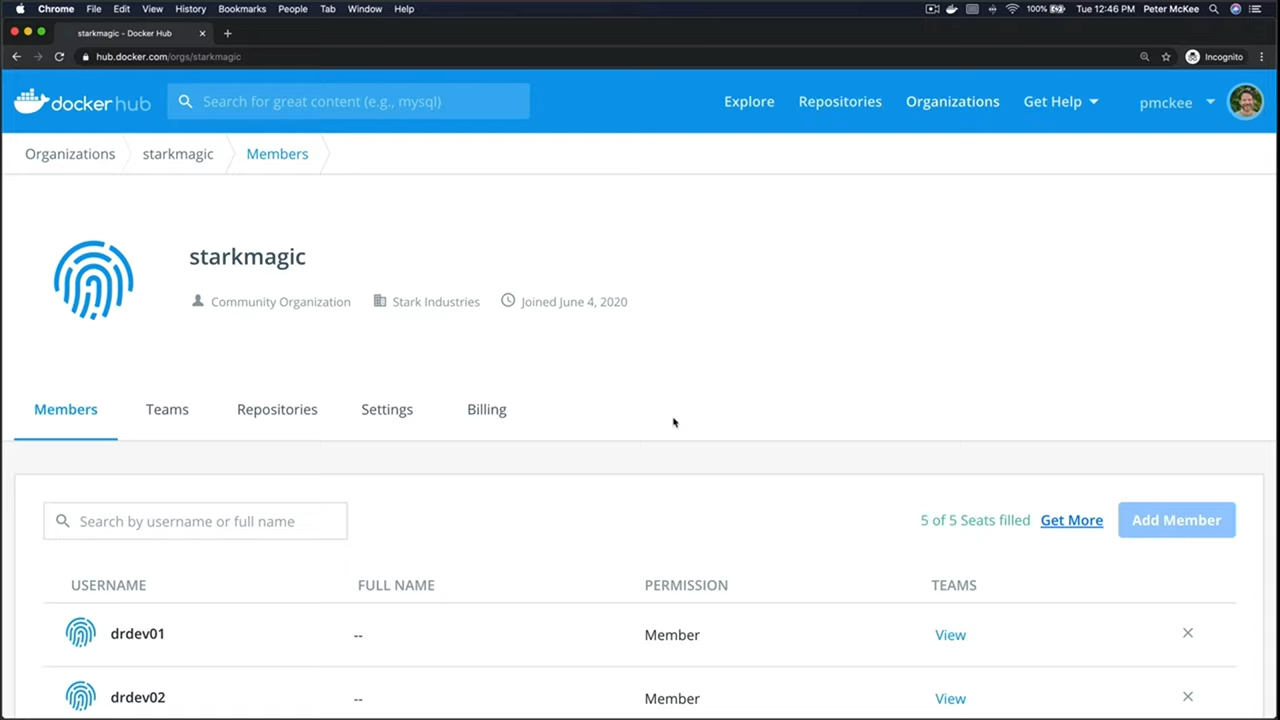 Chrome File Edit View History Bookmarks People Tab Window Help 100% Tue 12:46 PM Peter McKee
starkmagic - Docker Hub
hub.docker.com/orgs/starkmagic Incognito
dockerhub Search for great content (e.g., mysql) Explore Repositories Organizations Get Help pmckee
Organizations starkmagic Members
starkmagic
Community Organization Stark Industries Joined June 4, 2020
Members Teams Repositories Settings Billing
Search by username or full name 5 of 5 Seats filled Get More Add Member
USERNAME FULL NAME PERMISSION TEAMS
drdev01 -- Member View
drdev02 -- Member View